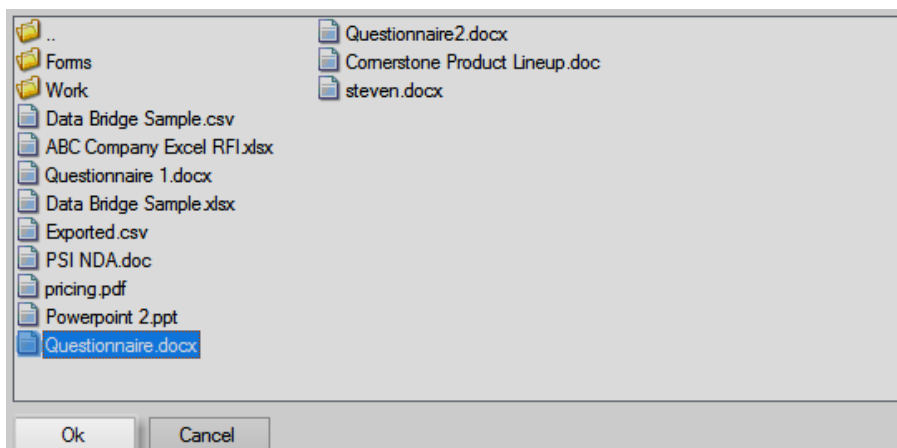 ..
Forms
Work
Data Bridge Sample.csv
ABC Company Excel RFI.xlsx
Questionnaire 1.docx
Data Bridge Sample.xlsx
Exported.csv
PSI NDA.doc
pricing.pdf
Powerpoint 2.ppt
Questionnaire.docx
Questionnaire2.docx
Cornerstone Product Lineup.doc
steven.docx
Ok
Cancel